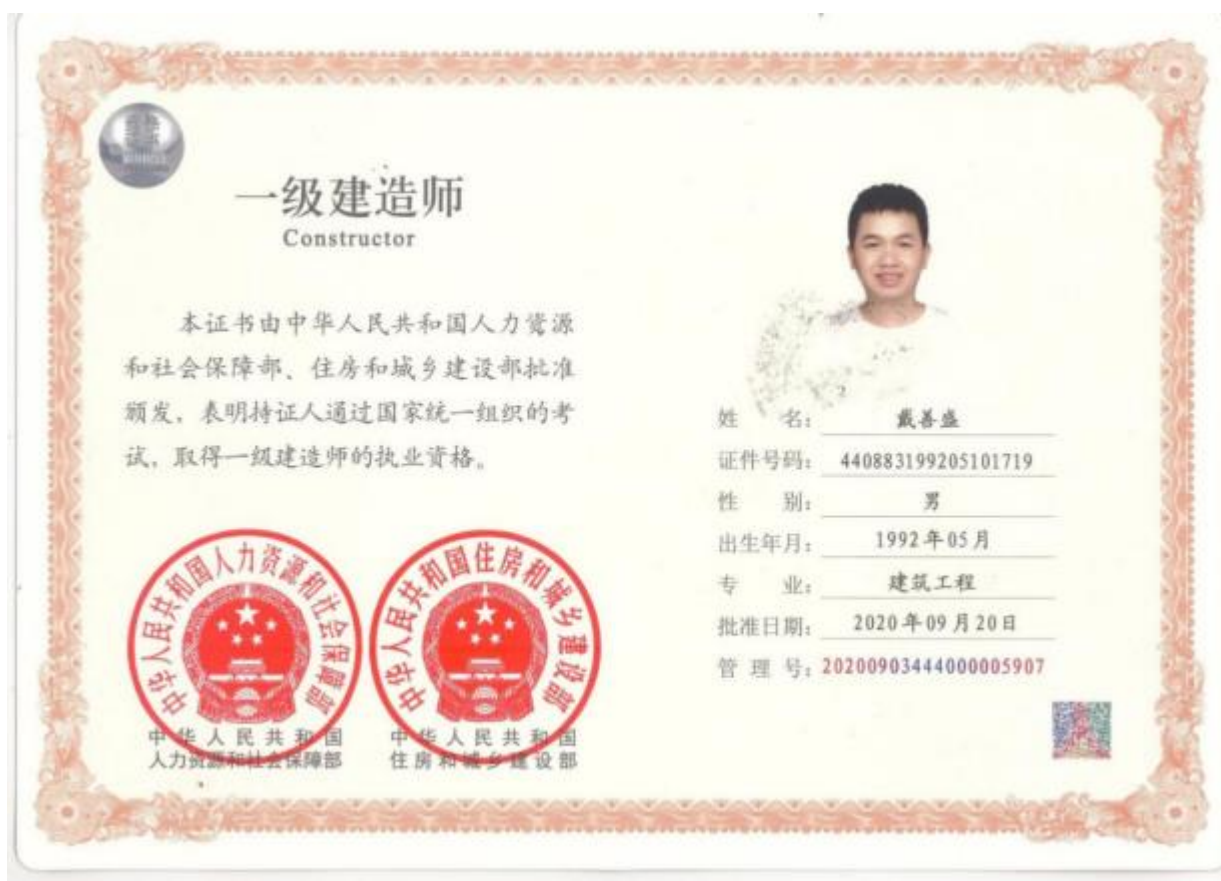 一级建造师
Constructor
本证书由中华人民共和国人力资源
和社会保障部、住房和城乡建设部批准
颁发，表明持证人通过国家统一组织的考
试，取得一级建造师的执业资格。
中华人民共和国人力资源和社会保障部
中华人民共和国
人力资源和社会保障部
中华人民共和国住房和城乡建设部
中华人民共和国
住房和城乡建设部
姓 名：戴善盛
证件号码：440883199205101719
性 别：男
出生年月：1992年05月
专 业：建筑工程
批准日期：2020年09月20日
管 理 号：20200903444000005907